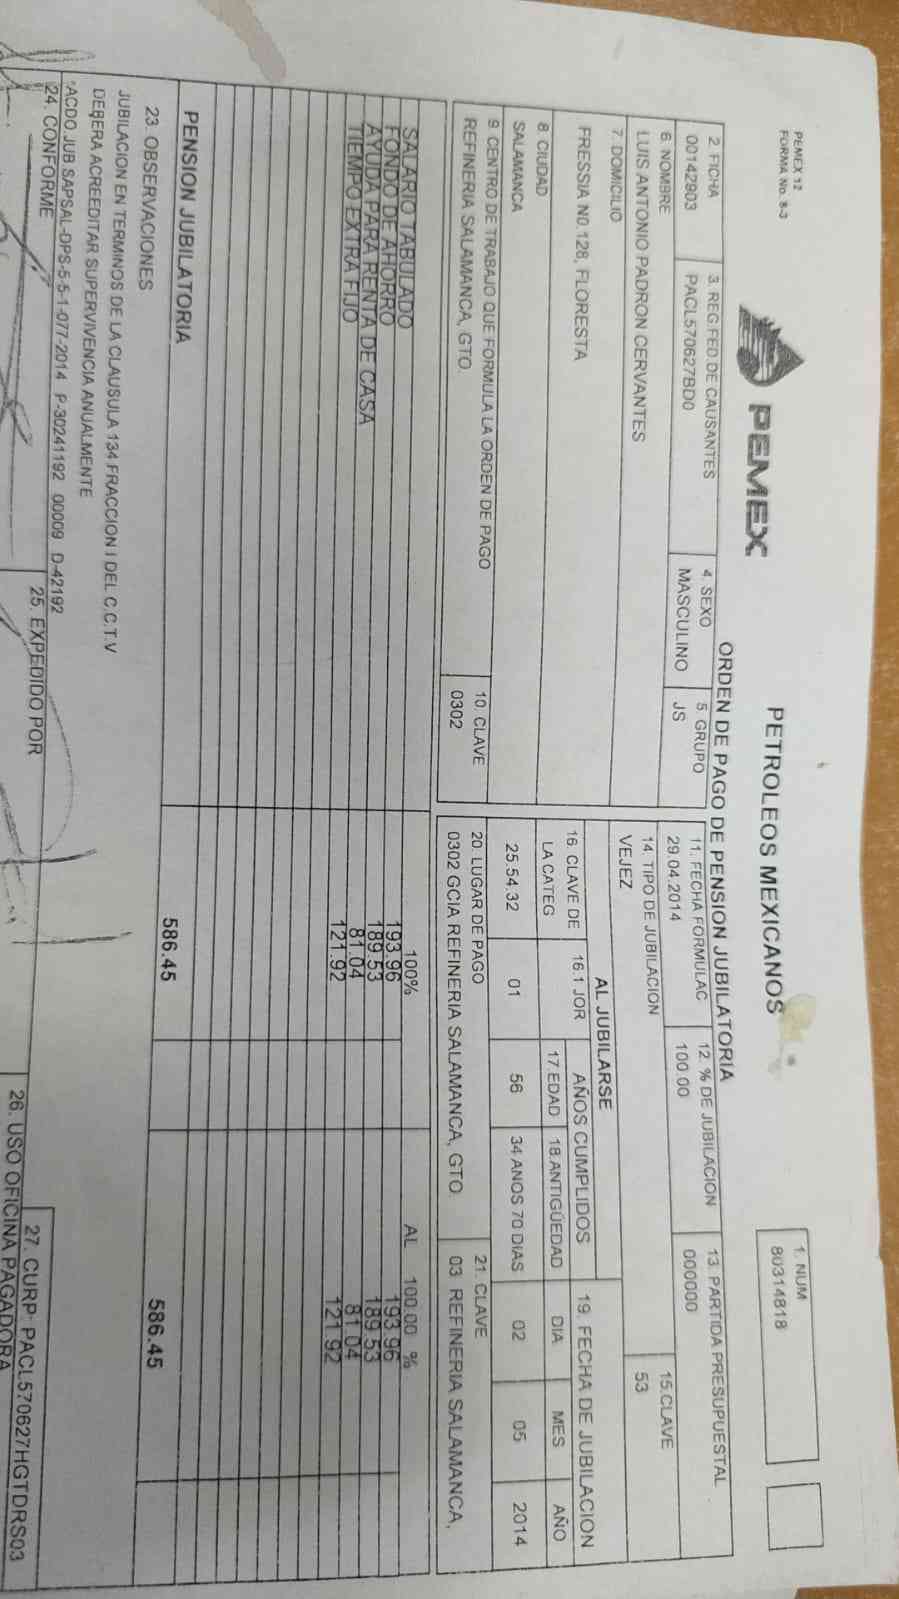 PEMEX 12
FORMA No. 8-3
PEMEX
PETROLEOS MEXICANOS
ORDEN DE PAGO DE PENSION JUBILATORIA
1. NUM
80314818
2. FICHA
00142903
3. REG FED DE CAUSANTES
PACL570627BD0
4. SEXO
MASCULINO
5 GRUPO
JS
6. NOMBRE
LUIS ANTONIO PADRON CERVANTES
7. DOMICILIO
FRESSIA N0.128, FLORESTA
8. CIUDAD
SALAMANCA
9. CENTRO DE TRABAJO QUE FORMULA LA ORDEN DE PAGO
REFINERIA SALAMANCA, GTO
10. CLAVE
0302
11. FECHA FORMULAC
29.04.2014
12. % DE JUBILACION
100.00
13. PARTIDA PRESUPUESTAL
000000
14. TIPO DE JUBILACION
VEJEZ
15.CLAVE
53
AL JUBILARSE
16. CLAVE DE
LA CATEG
16.1 JOR
AÑOS CUMPLIDOS
17.EDAD
18.ANTIGÜEDAD
19. FECHA DE JUBILACION
DIA
MES
AÑO
25.54.32
01
56
34 ANOS 70 DIAS
02
05
2014
20. LUGAR DE PAGO
0302 GCIA REFINERIA SALAMANCA, GTO
21. CLAVE
03 REFINERIA SALAMANCA,
100%
AL 100.00 %
SALARIO TABULADO 193.96 193.96
FONDO DE AHORRO 189.53 189.53
AYUDA PARA RENTA DE CASA 81.04 81.04
TIEMPO EXTRA FIJO 121.92 121.92
PENSION JUBILATORIA 586.45 586.45
23. OBSERVACIONES
JUBILACION EN TERMINOS DE LA CLAUSULA 134 FRACCION I DEL C.C.T.V
DEBERA ACREEDITAR SUPERVIVENCIA ANUALMENTE
*ACDO.JUB SAPSAL-DPS-5-5-1-077-2014 P-30241192 00009 D-42192
24. CONFORME
25. EXPEDIDO POR
26. USO OFICINA PAGADORA
27. CURP: PACL570627HGTDRS03